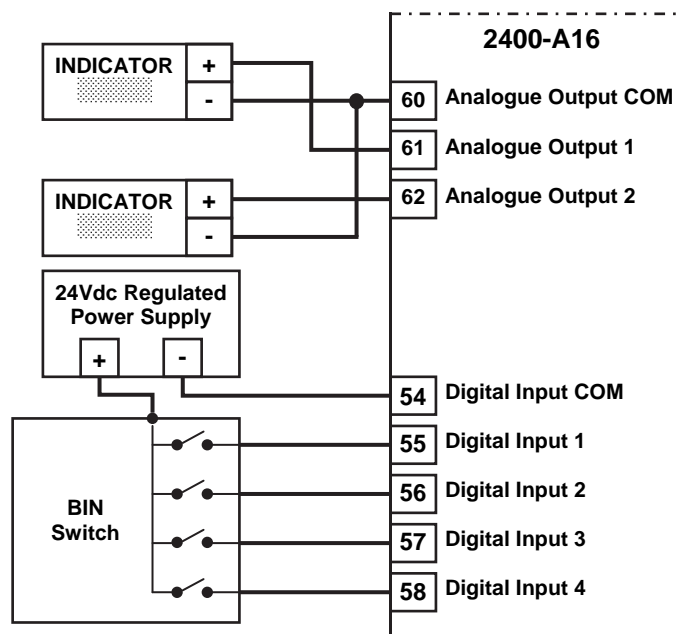 2400-A16
INDICATOR
+
-
60 Analogue Output COM
61 Analogue Output 1
INDICATOR
+
-
62 Analogue Output 2
24Vdc Regulated
Power Supply
+ -
54 Digital Input COM
55 Digital Input 1
56 Digital Input 2
BIN
Switch
57 Digital Input 3
58 Digital Input 4